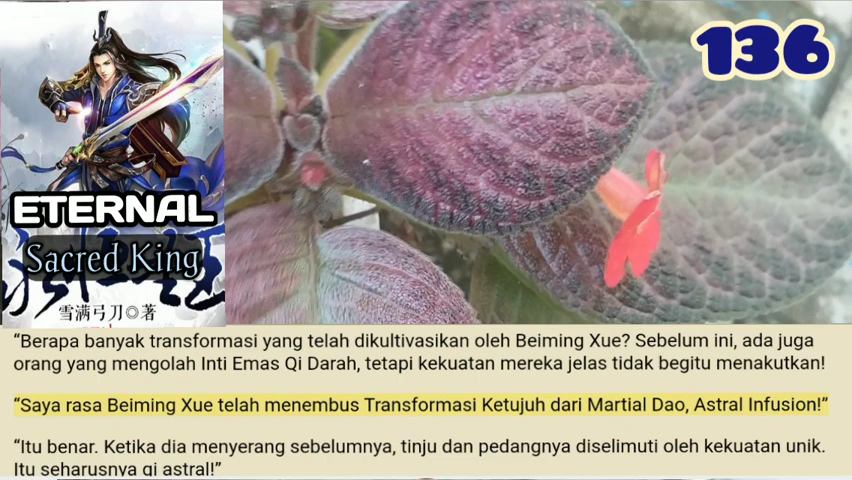 136
ETERNAL
Sacred King
雪满弓刀◎著
“Berapa banyak transformasi yang telah dikultivasikan oleh Beiming Xue? Sebelum ini, ada juga
orang yang mengolah Inti Emas Qi Darah, tetapi kekuatan mereka jelas tidak begitu menakutkan!
“Saya rasa Beiming Xue telah menembus Transformasi Ketujuh dari Martial Dao, Astral Infusion!”
“Itu benar. Ketika dia menyerang sebelumnya, tinju dan pedangnya diselimuti oleh kekuatan unik.
Itu seharusnya qi astral!”